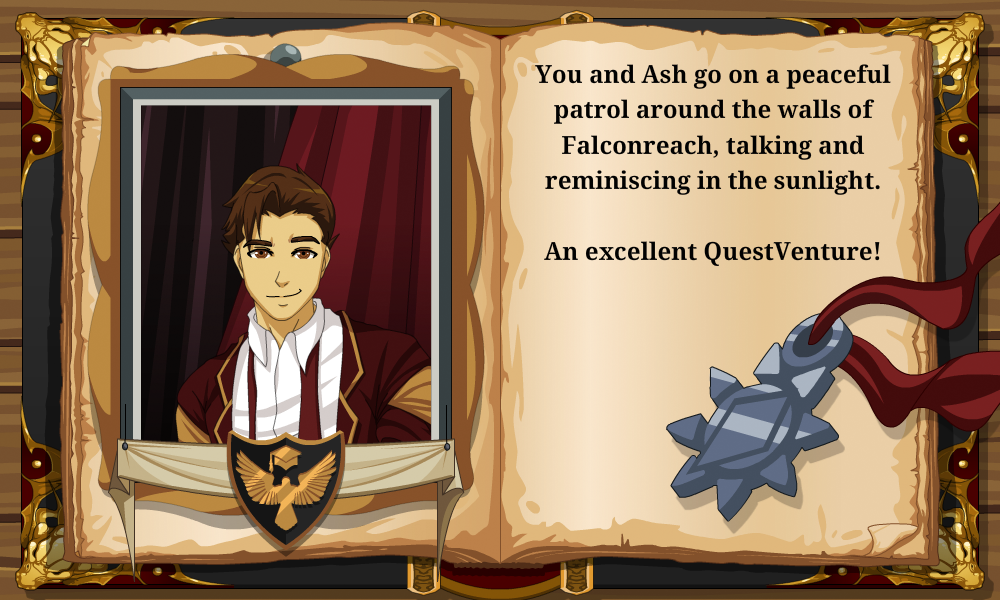 You and Ash go on a peaceful
patrol around the walls of
Falconreach, talking and
reminiscing in the sunlight.
An excellent QuestVenture!